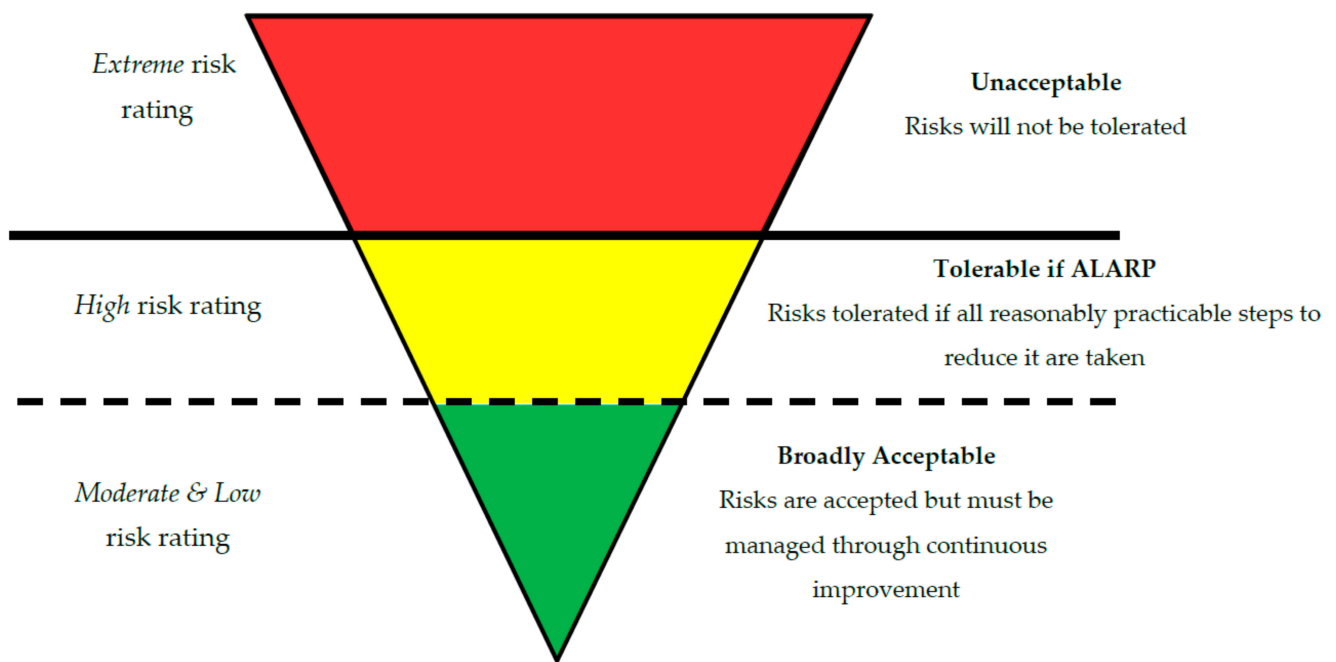 Extreme risk
rating
Unacceptable
Risks will not be tolerated
High risk rating
Tolerable if ALARP
Risks tolerated if all reasonably practicable steps to
reduce it are taken
Moderate & Low
risk rating
Broadly Acceptable
Risks are accepted but must be
managed through continuous
improvement